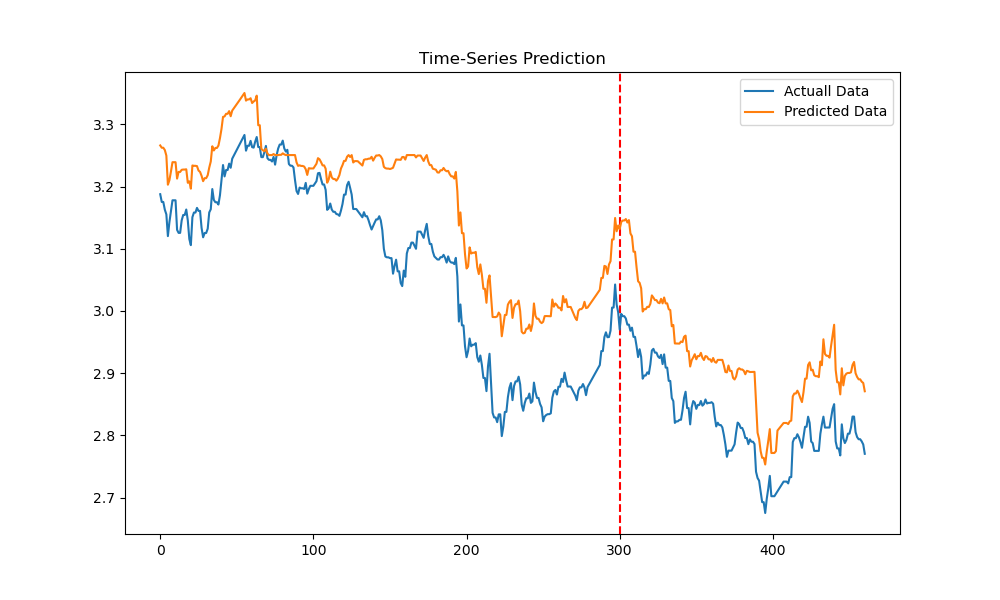 Time-Series Prediction
Actuall Data
Predicted Data
3.3
3.2
3.1
3.0
2.9
2.8
2.7
0 100 200 300 400